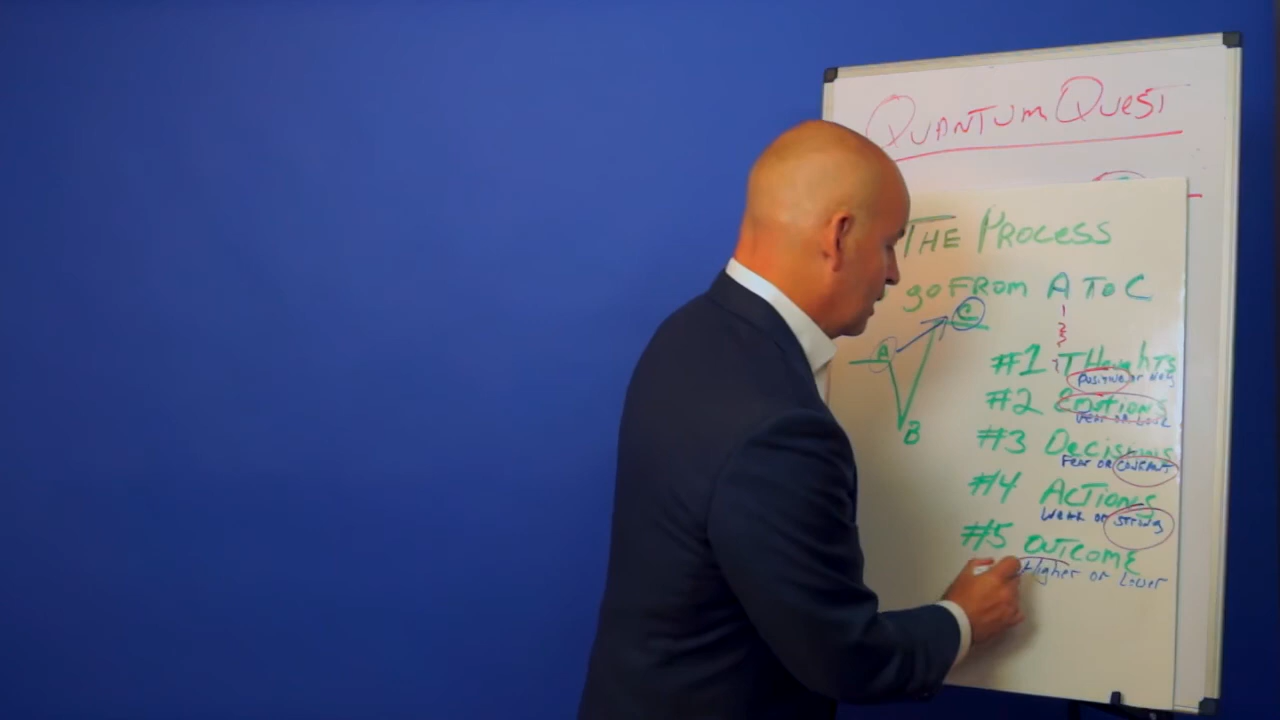 QUANTUM QUEST
THE PROCESS
go FROM A TO C
A
C
B
#1 THoughTS
POSITIVE or NEG
#2 EMOTIONS
FEAR OR LOVE
#3 Decisions
FEAR OR
#4 ACTIONS
Weak or STRONG
#5 OUTCOME
Higher or Lower